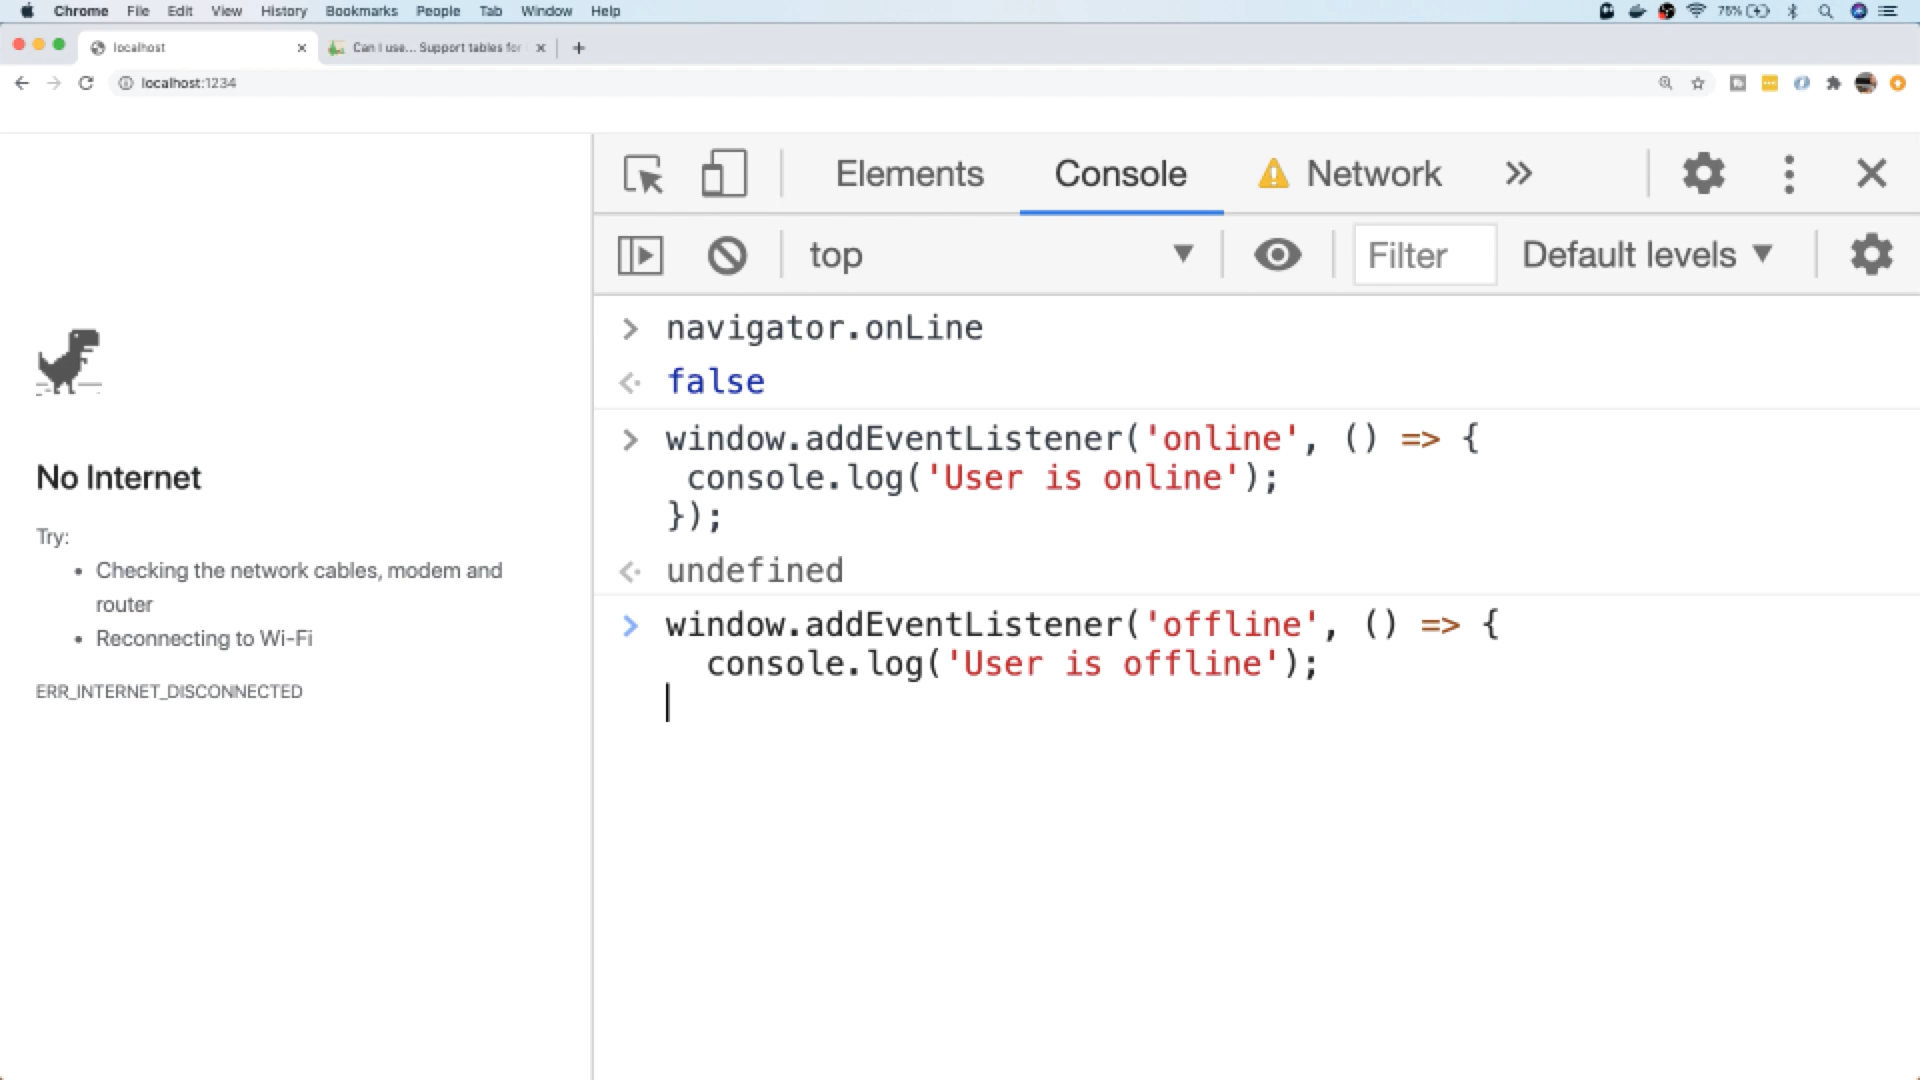 Chrome File Edit View History Bookmarks People Tab Window Help
localhost
Can I use... Support tables for
localhost:1234
Elements Console Network
top Filter Default levels
No Internet
Try:
• Checking the network cables, modem and
router
• Reconnecting to Wi-Fi
ERR_INTERNET_DISCONNECTED
navigator.onLine
false
window.addEventListener('online', () => {
console.log('User is online');
});
undefined
window.addEventListener('offline', () => {
console.log('User is offline');